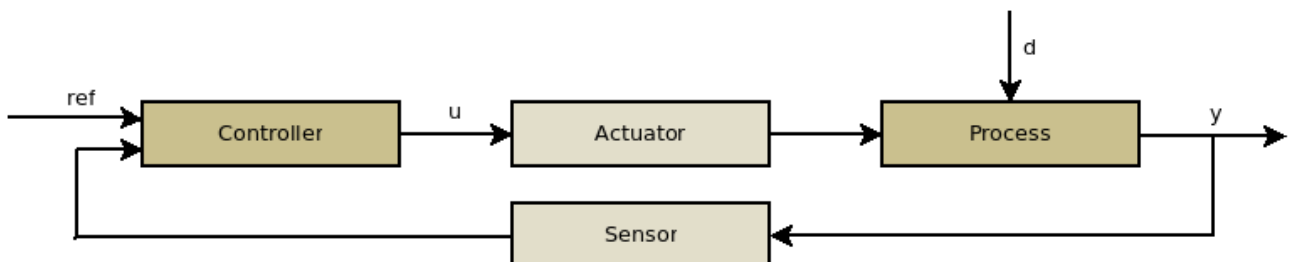 d
ref
u
y
Controller
Actuator
Process
Sensor